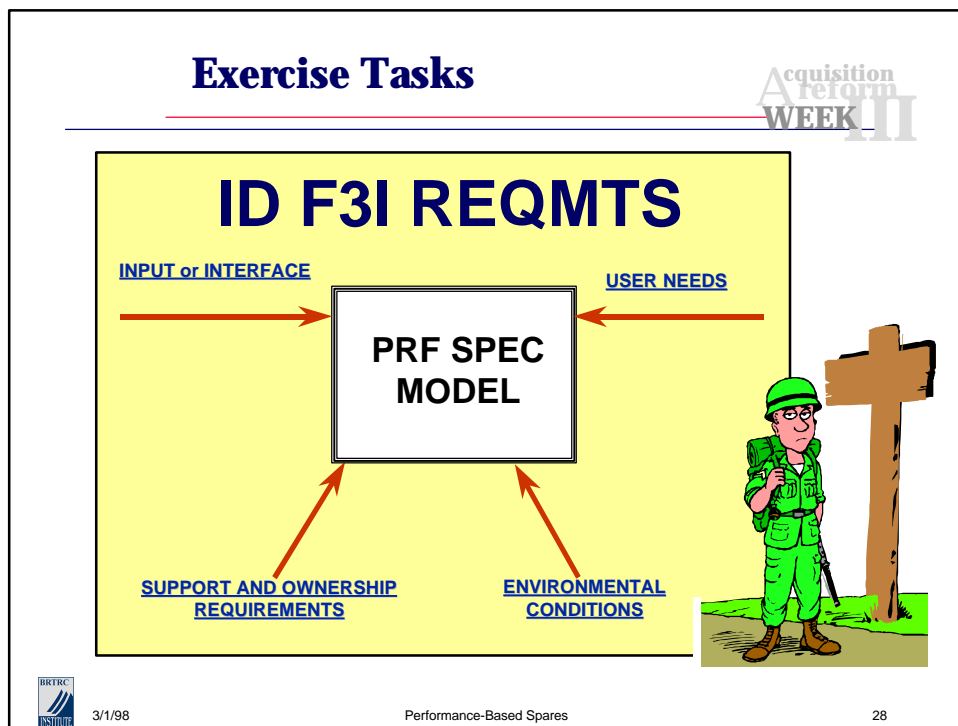 Exercise Tasks
Acquisition
reform
WEEK III
ID F3I REQMTS
INPUT or INTERFACE
USER NEEDS
PRF SPEC
MODEL
SUPPORT AND OWNERSHIP
REQUIREMENTS
ENVIRONMENTAL
CONDITIONS
BRTRC
INSTITUTE
3/1/98
Performance-Based Spares
28